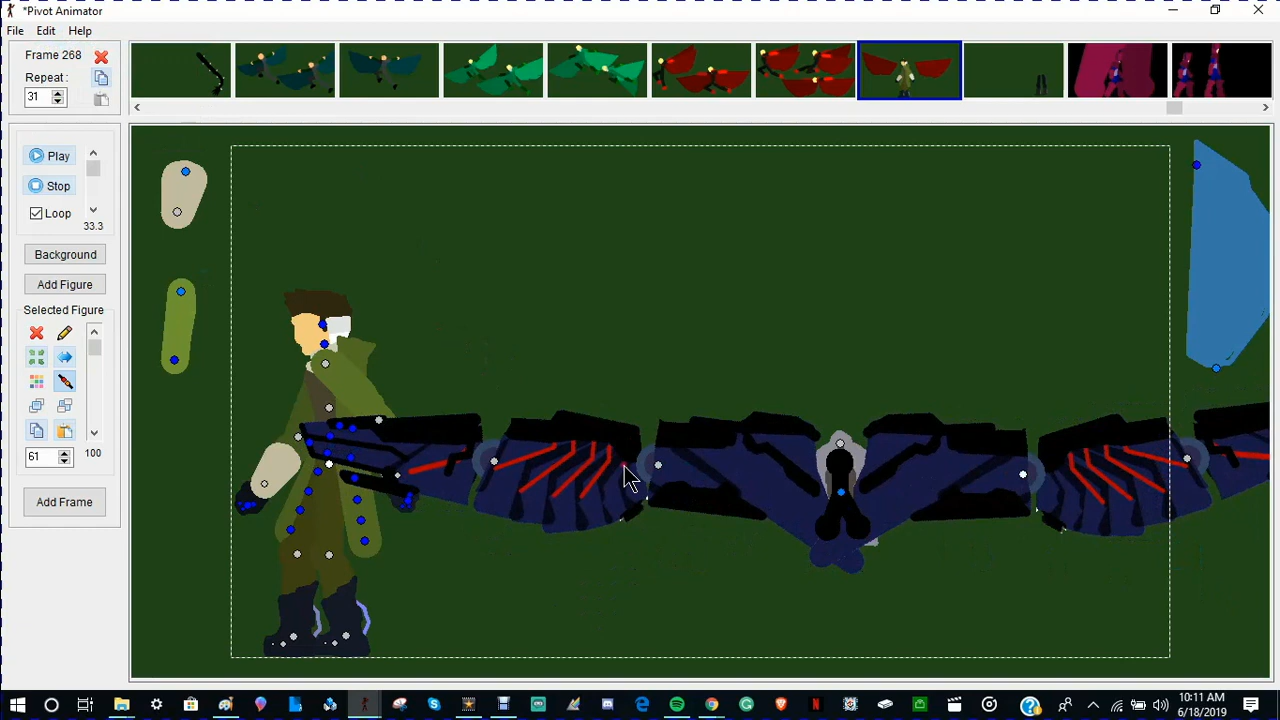 *Pivot Animator
File Edit Help
Frame 268
Repeat :
31
Play
Stop
Loop
33.3
Background
Add Figure
Selected Figure
61
100
Add Frame
10:11 AM
6/18/2019